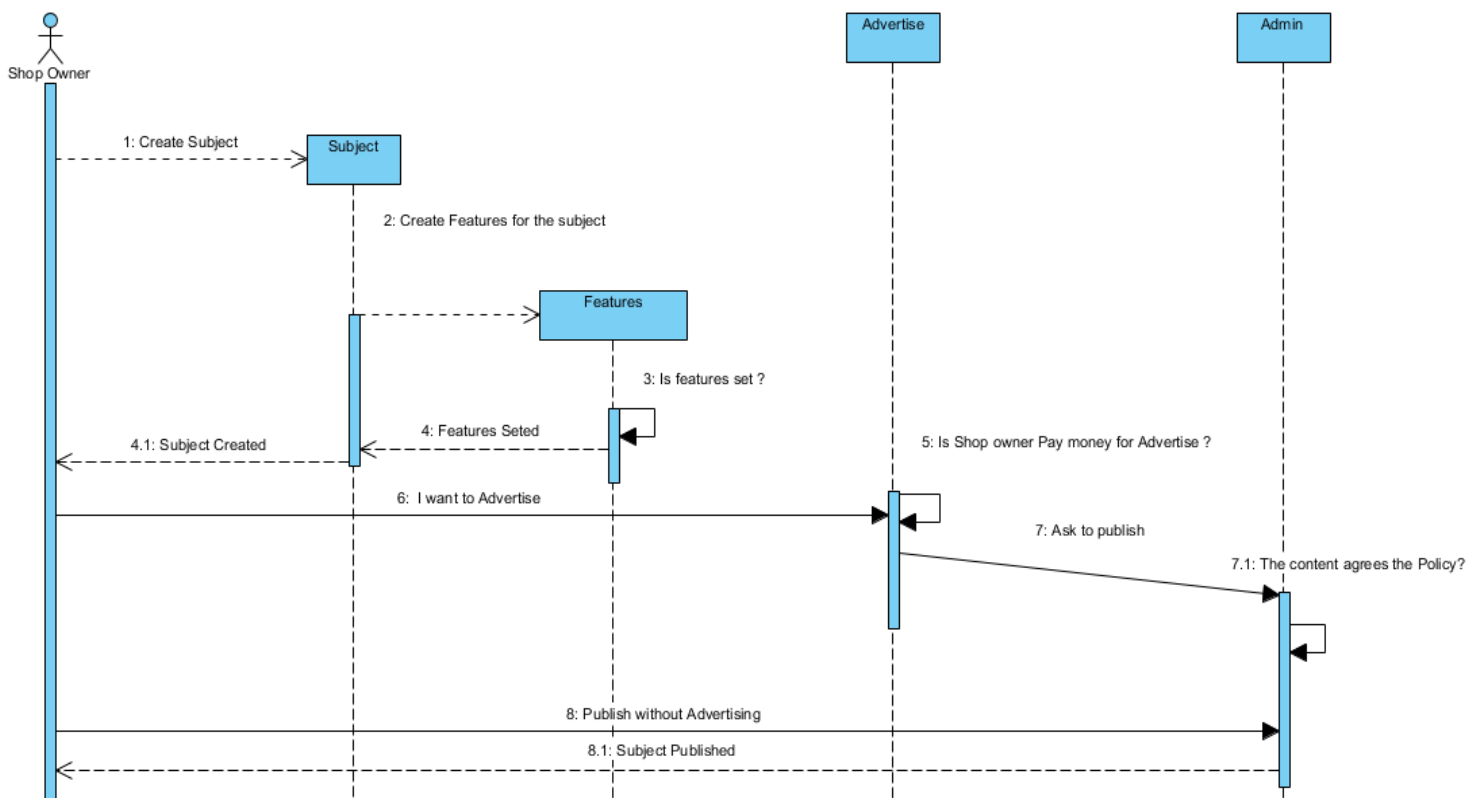 Advertise
Admin
Shop Owner
1: Create Subject
Subject
2: Create Features for the subject
Features
3: Is features set ?
4: Features Seted
4.1: Subject Created
5: Is Shop owner Pay money for Advertise ?
6:  I want to Advertise
7: Ask to publish
7.1: The content agrees the Policy?
8: Publish without Advertising
8.1: Subject Published